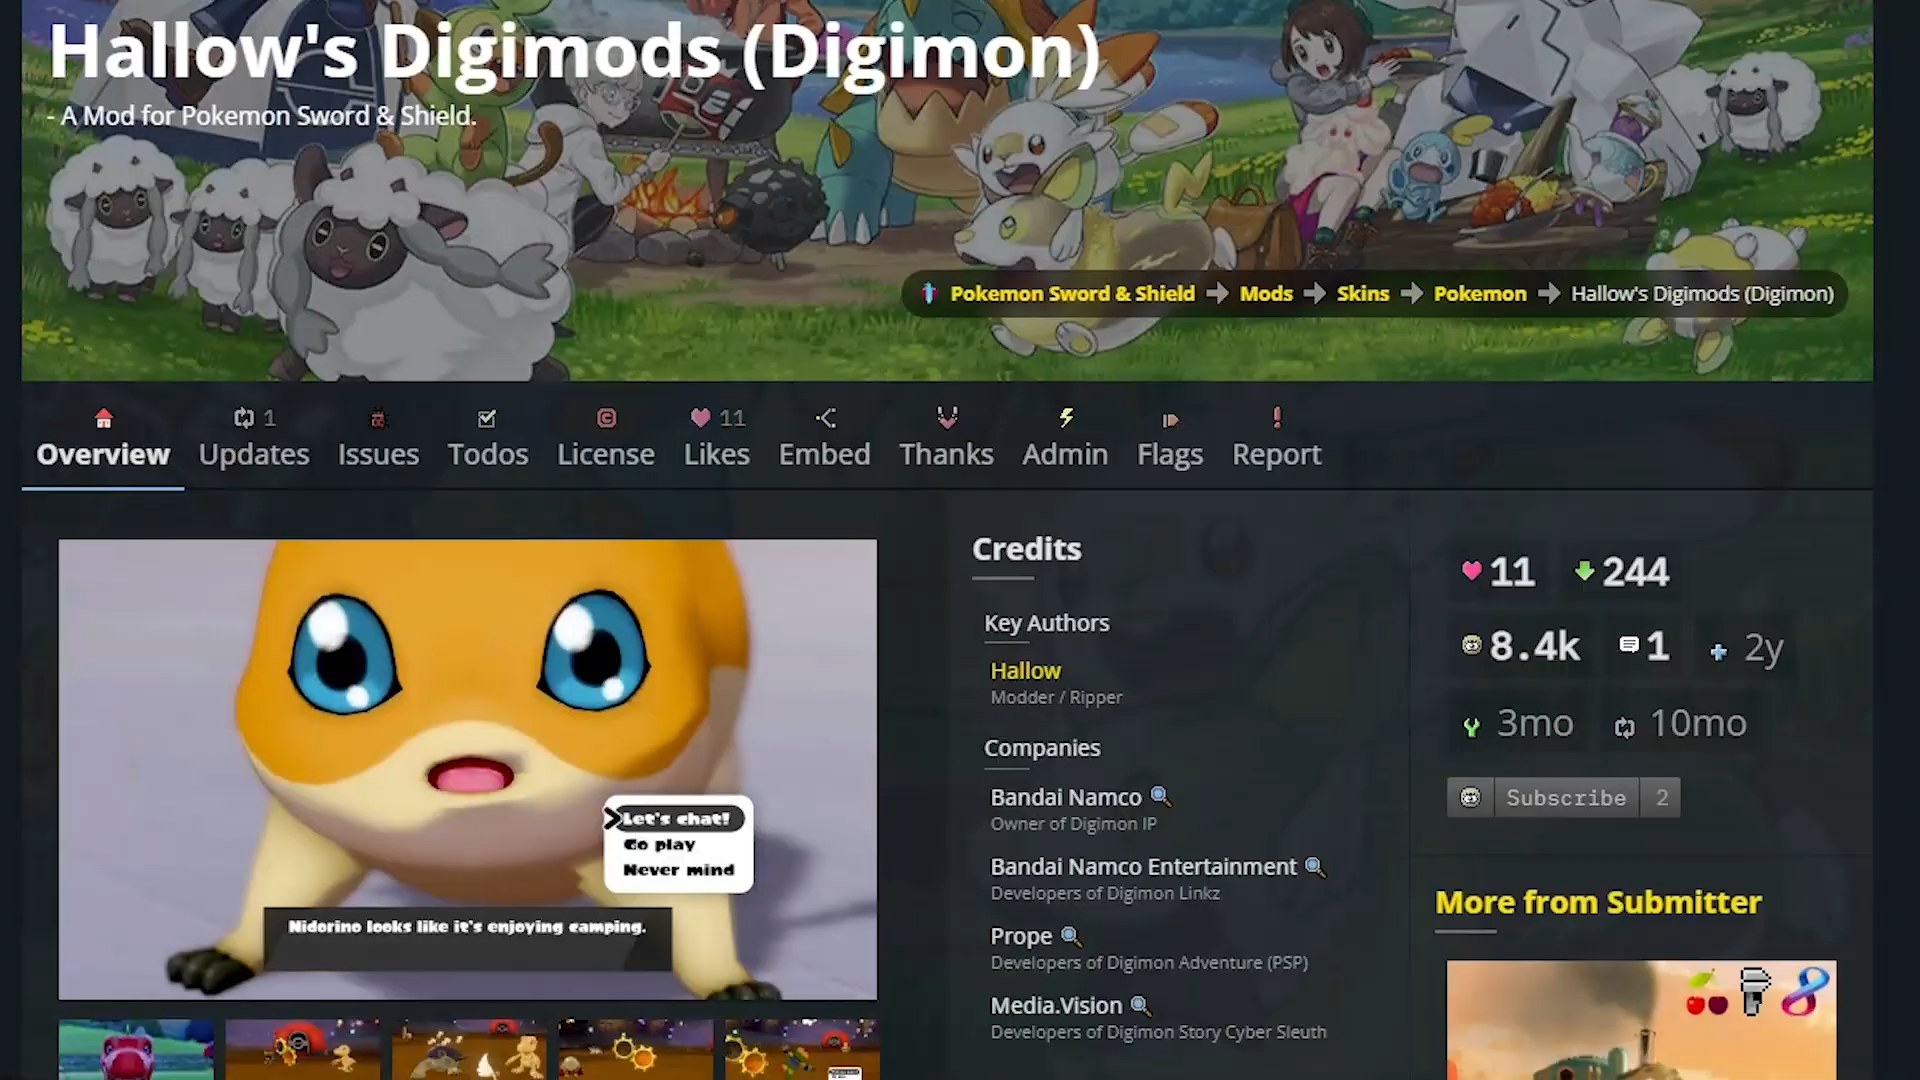 Hallow's Digimods (Digimon)
- A Mod for Pokemon Sword & Shield.
Pokemon Sword & Shield Mods Skins Pokemon Hallow's Digimods (Digimon)
1
11
Overview Updates Issues Todos License Likes Embed Thanks Admin Flags Report
Let's chat!
Go play
Never mind
Nidorino looks like it's enjoying camping.
Credits
Key Authors
Hallow
Modder / Ripper
Companies
Bandai Namco
Owner of Digimon IP
Bandai Namco Entertainment
Developers of Digimon Linkz
Prope
Developers of Digimon Adventure (PSP)
Media.Vision
Developers of Digimon Story Cyber Sleuth
11 244
8.4k 1 2y
3mo 10mo
Subscribe 2
More from Submitter